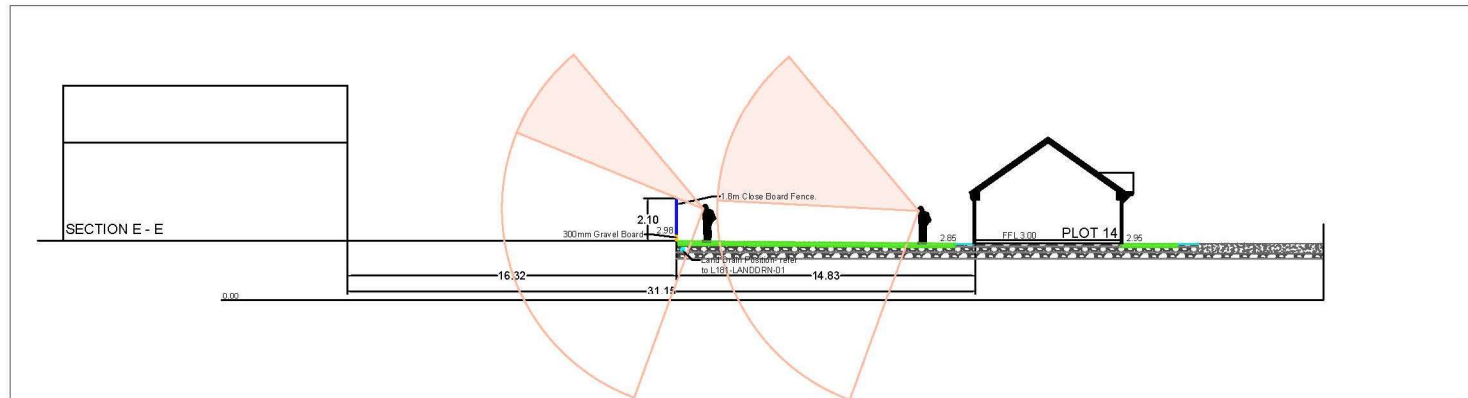 1.8m Close Board Fence.
2.10
SECTION E - E
300mm Gravel Board
2.98
2.85
FFL 3.00
PLOT 14
2.95
Land Drain Position- refer
to L181-LANDDRN-01
16.32
14.83
31.15
0.00